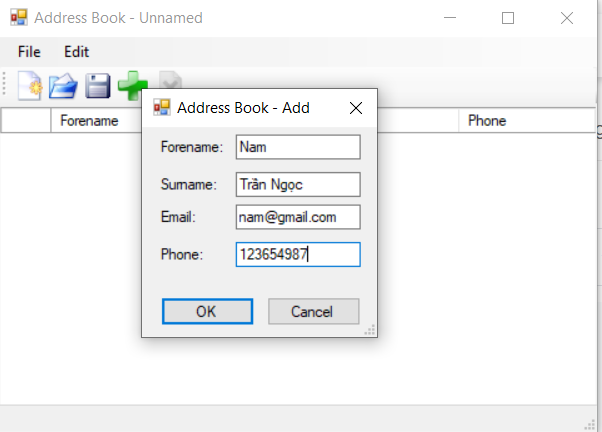 Address Book - Unnamed
File Edit
Forename Phone
Address Book - Add
Forename: Nam
Surname: Trần Ngọc
Email: nam@gmail.com
Phone: 123654987
OK Cancel